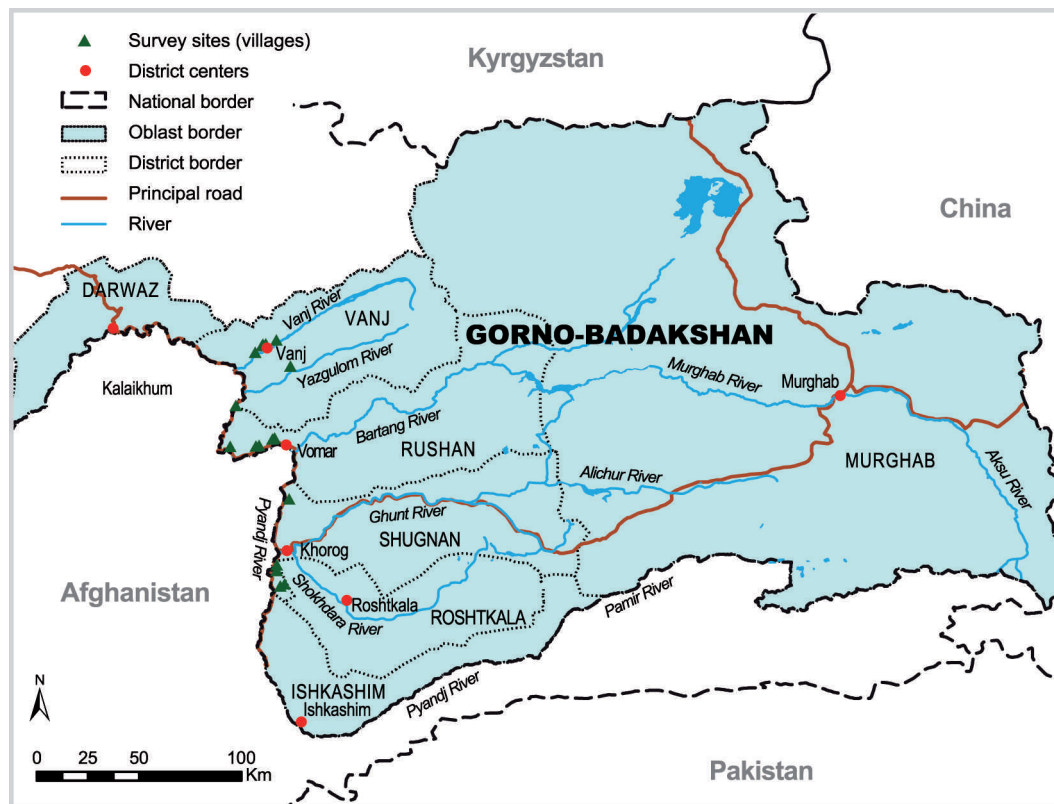 Survey sites (villages)
District centers
National border
Oblast border
District border
Principal road
River
Kyrgyzstan
China
DARWAZ
Kalaikhum
Vanj River
VANJ
Vanj
Yazgulom River
GORNO-BADAKSHAN
Murghab River
Murghab
Bartang River
Vomar
RUSHAN
MURGHAB
Aksu River
Alichur River
Pyandj River
Ghunt River
SHUGNAN
Khorog
Afghanistan
Shokhdara River
Roshtkala
ROSHTKALA
Pamir River
ISHKASHIM
Ishkashim
Pyandj River
Pakistan
N
0 25 50 100
Km